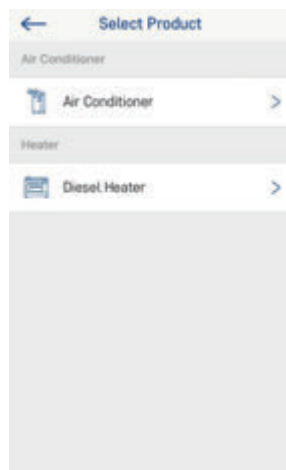 Select Product
Air Conditioner
Air Conditioner
Heater
Diesel Heater